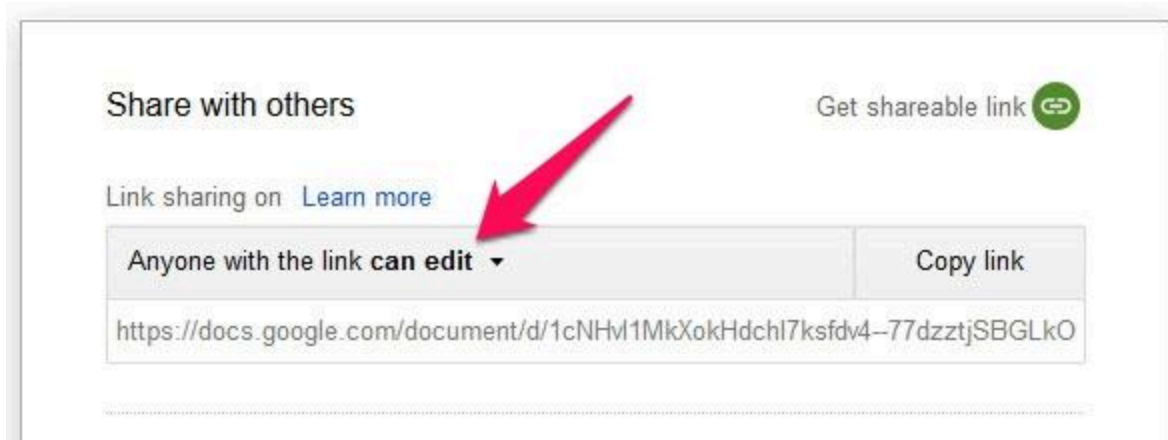 Share with others
Get shareable link
Link sharing on Learn more
Anyone with the link can edit
Copy link
https://docs.google.com/document/d/1cNHvl1MkXokHdchI7ksfdv4--77dzztjSBGLkO